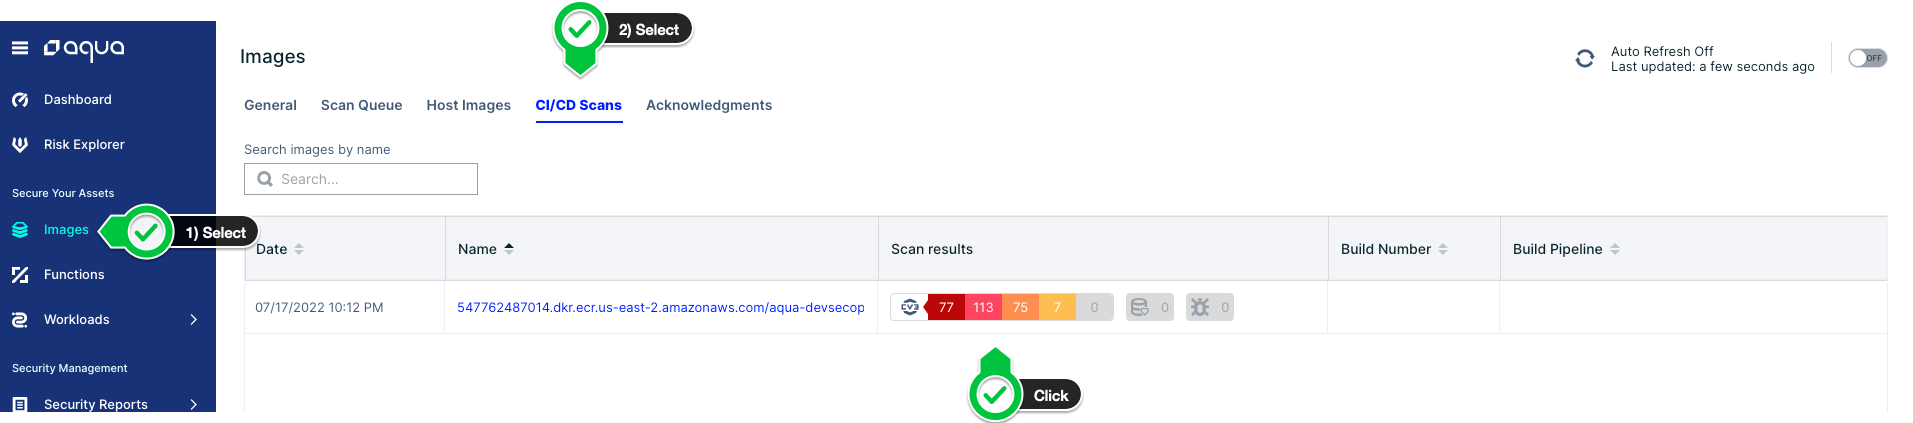 aqua
Dashboard
Risk Explorer
Secure Your Assets
Images
1) Select
Functions
Workloads
Security Management
Security Reports
2) Select
Images
Auto Refresh Off
Last updated: a few seconds ago
OFF
General Scan Queue Host Images CI/CD Scans Acknowledgments
Search images by name
Search...
Date Name Scan results Build Number Build Pipeline
07/17/2022 10:12 PM 547762487014.dkr.ecr.us-east-2.amazonaws.com/aqua-devsecop CVE 77 113 75 7 0 0 0
Click